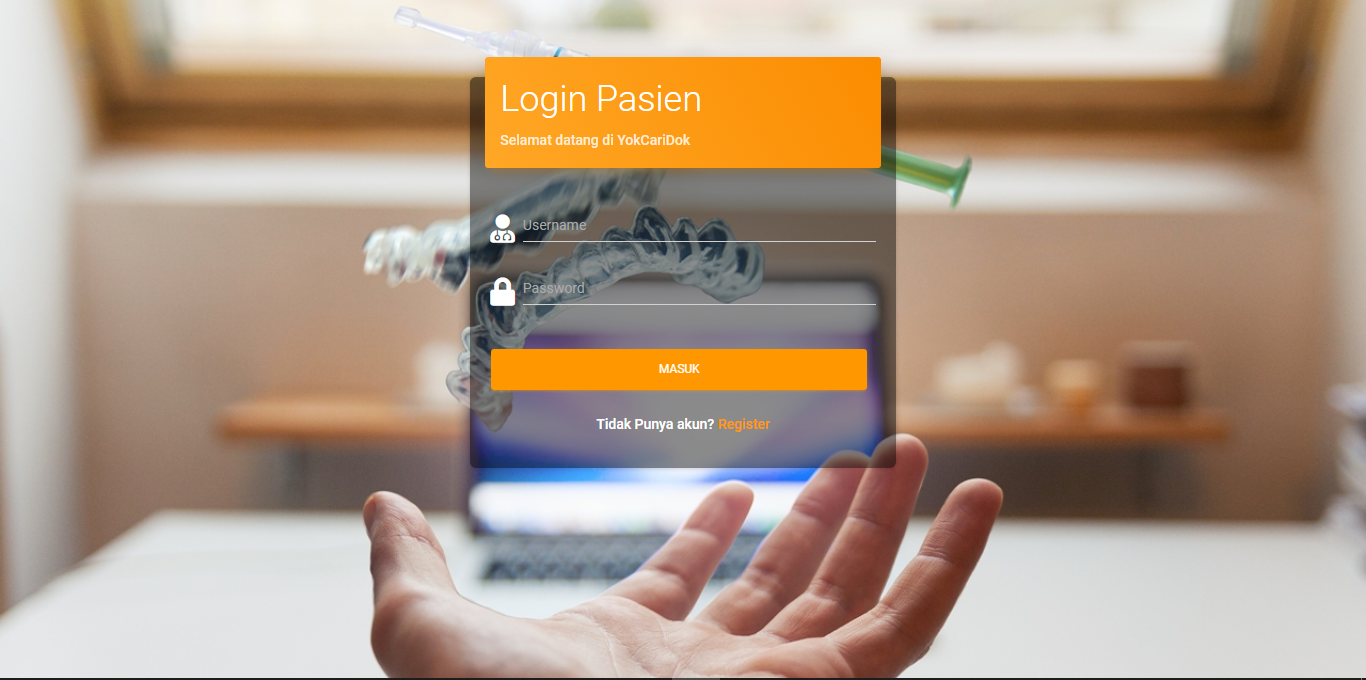 Login Pasien
Selamat datang di YokCariDok
Username
Password
MASUK
Tidak Punya akun? Register